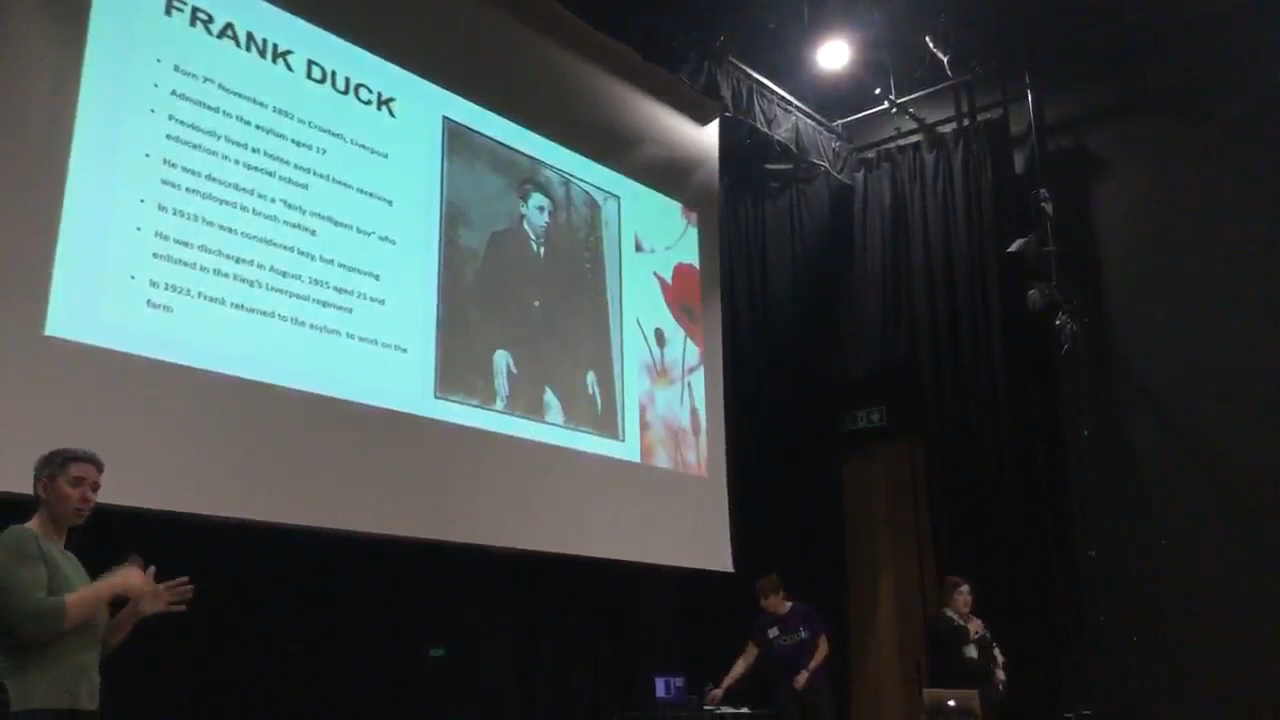 FRANK DUCK
• Born 7th November 1892 in Croxteth, Liverpool
• Admitted to the asylum aged 17
• Previously lived at home and had been receiving
education in a special school
• He was described as a "fairly intelligent boy" who
was employed in brush making.
• In 1913 he was considered lazy, but improving.
• He was discharged in August, 1915 aged 21 and
enlisted in the King's Liverpool regiment
• In 1923, Frank returned to the asylum to work on the
farm